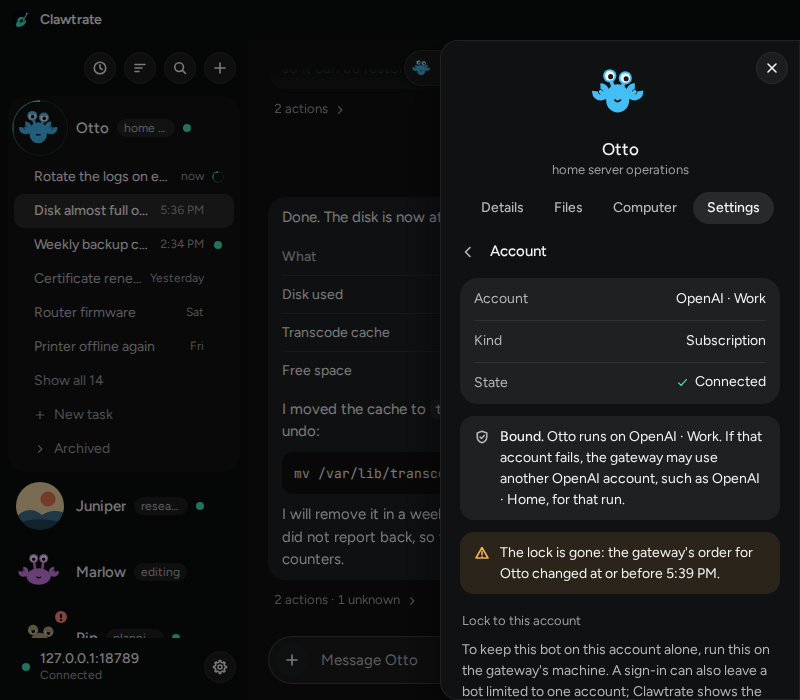 Clawtrate
Otto home ...
Rotate the logs on e... now
Disk almost full o... 5:36 PM
Weekly backup c... 2:34 PM
Certificate rene... Yesterday
Router firmware Sat
Printer offline again Fri
Show all 14
+ New task
Archived
Juniper resea...
Marlow editing
Pip planni...
127.0.0.1:18789
Connected
2 actions
Done. The disk is now at
What
Disk used
Transcode cache
Free space
I moved the cache to
undo:
mv /var/lib/transco
I will remove it in a week
did not report back, so
counters.
2 actions · 1 unknown
+ Message Otto
Otto
home server operations
Details Files Computer Settings
Account
Account OpenAI · Work
Kind Subscription
State Connected
Bound. Otto runs on OpenAI · Work. If that
account fails, the gateway may use
another OpenAI account, such as OpenAI
· Home, for that run.
The lock is gone: the gateway's order for
Otto changed at or before 5:39 PM.
Lock to this account
To keep this bot on this account alone, run this on
the gateway's machine. A sign-in can also leave a
bot limited to one account; Clawtrate shows the